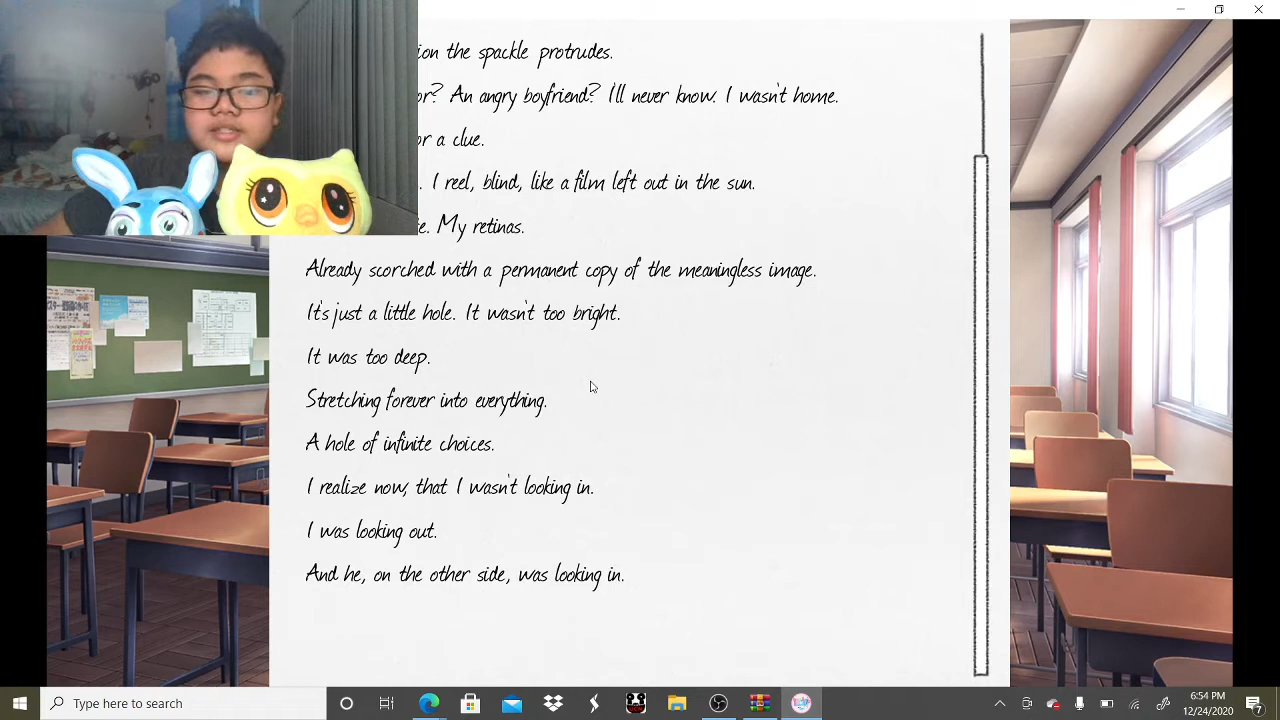 ion the spackle protrudes.
or? An angry boyfriend? I'll never know. I wasn't home.
or a clue.
. I reel, blind, like a film left out in the sun.
e. My retinas.
Already scorched with a permanent copy of the meaningless image.
It's just a little hole. It wasn't too bright.
It was too deep.
Stretching forever into everything.
A hole of infinite choices.
I realize now, that I wasn't looking in.
I was looking out.
And he, on the other side, was looking in.
Type here to search
6:54 PM
12/24/2020
7